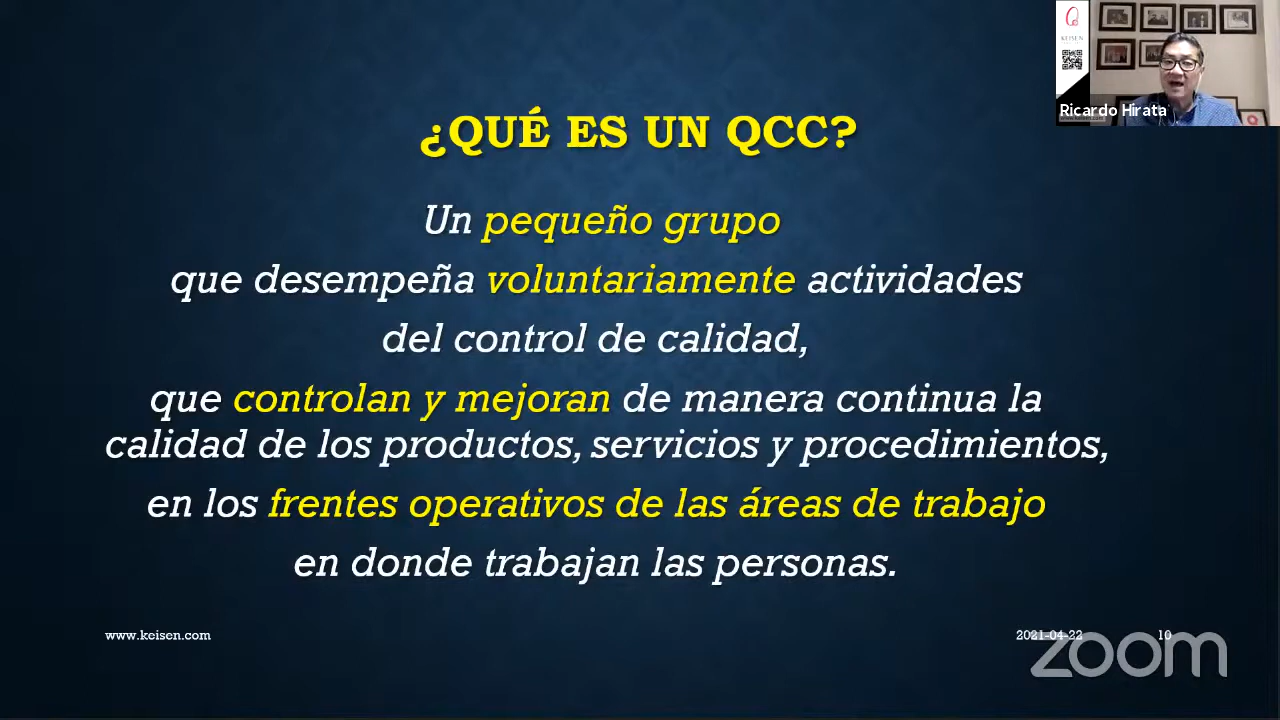 KEISEN
Ricardo Hirata
¿QUÉ ES UN QCC?
Un pequeño grupo
que desempeña voluntariamente actividades
del control de calidad,
que controlan y mejoran de manera continua la
calidad de los productos, servicios y procedimientos,
en los frentes operativos de las áreas de trabajo
en donde trabajan las personas.
www.keisen.com
2021-04-22
10
zoom